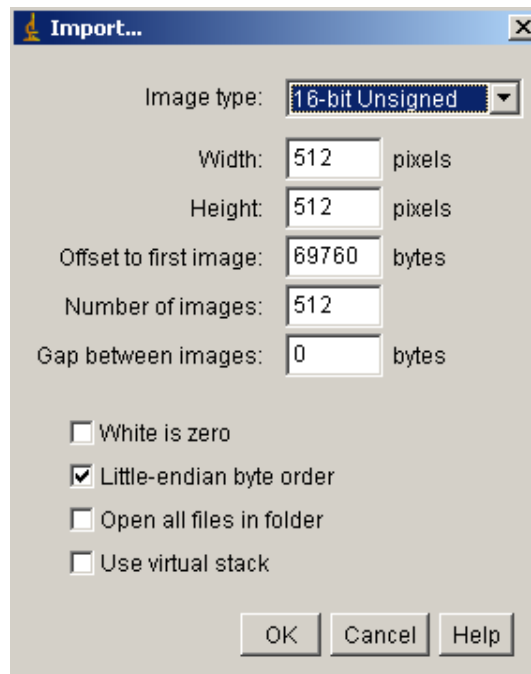 Import...
Image type: 16-bit Unsigned
Width: 512 pixels
Height: 512 pixels
Offset to first image: 69760 bytes
Number of images: 512
Gap between images: 0 bytes
White is zero
Little-endian byte order
Open all files in folder
Use virtual stack
OK Cancel Help